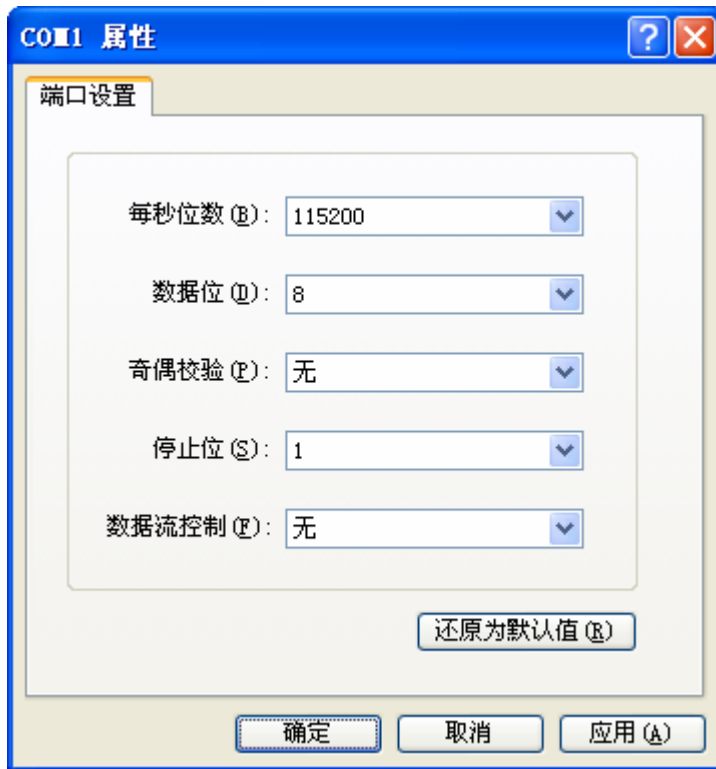 COM1 属性
端口设置
每秒位数(B): 115200
数据位(D): 8
奇偶校验(P): 无
停止位(S): 1
数据流控制(F): 无
还原为默认值(R)
确定 取消 应用(A)